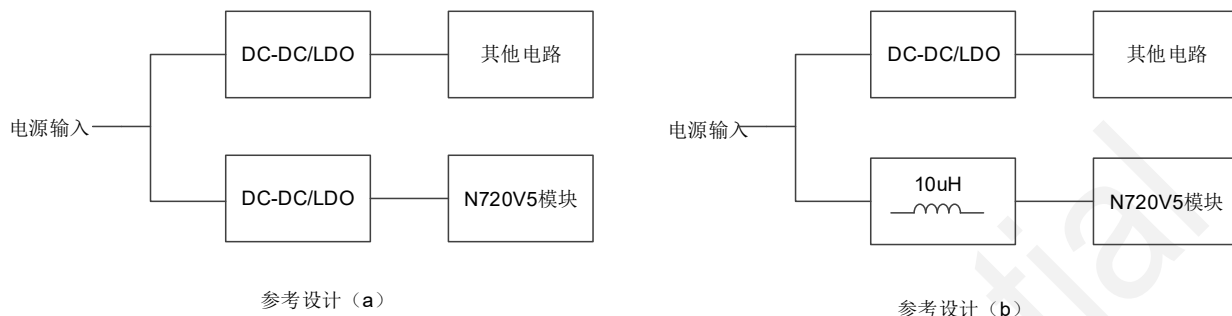 DC-DC/LDO
其他电路
电源输入
DC-DC/LDO
N720V5模块
参考设计（a）
DC-DC/LDO
其他电路
电源输入
10uH
N720V5模块
参考设计（b）
tial